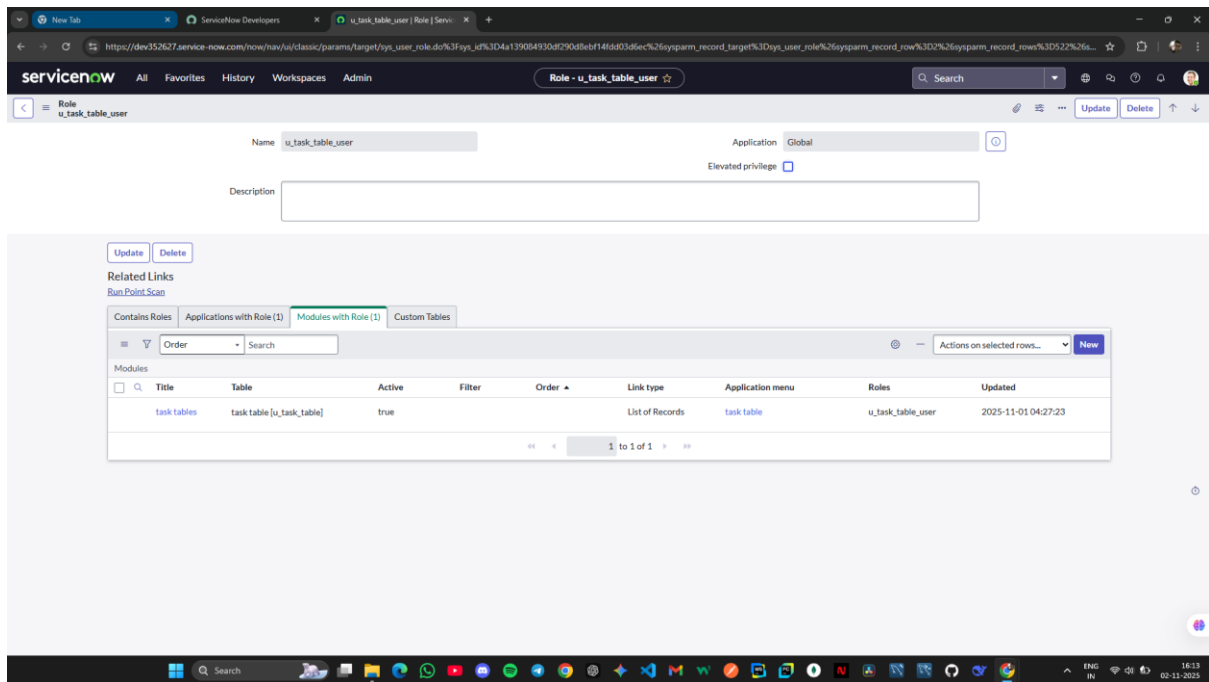 New Tab
ServiceNow Developers
u_task_table_user | Role | Servic
https://dev352627.service-now.com/now/nav/ui/classic/params/target/sys_user_role.do%3Fsys_id%3D4a139084930df290d8ebf14fdd03d6ec%26sysparm_record_target%3Dsys_user_role%26sysparm_record_row%3D2%26sysparm_record_rows%3D522%26s...
servicenow All Favorites History Workspaces Admin Role - u_task_table_user Search
Role
u_task_table_user
Update Delete
Name u_task_table_user Application Global
Elevated privilege
Description
Update Delete
Related Links
Run Point Scan
Contains Roles Applications with Role (1) Modules with Role (1) Custom Tables
Order Search Actions on selected rows... New
Modules
Title Table Active Filter Order Link type Application menu Roles Updated
task tables task table [u_task_table] true List of Records task table u_task_table_user 2025-11-01 04:27:23
1 to 1 of 1
Search ENG 16:13
IN 02-11-2025